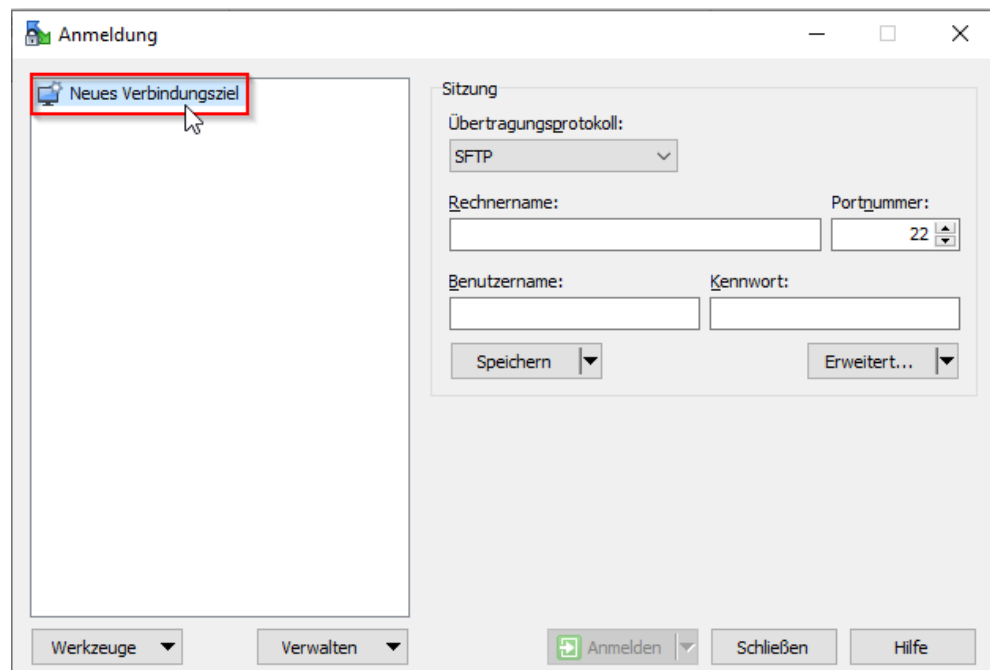 Anmeldung
Neues Verbindungsziel
Sitzung
Übertragungsprotokoll:
SFTP
Rechnername: Portnummer:
22
Benutzername: Kennwort:
Speichern Erweitert...
Werkzeuge Verwalten Anmelden Schließen Hilfe